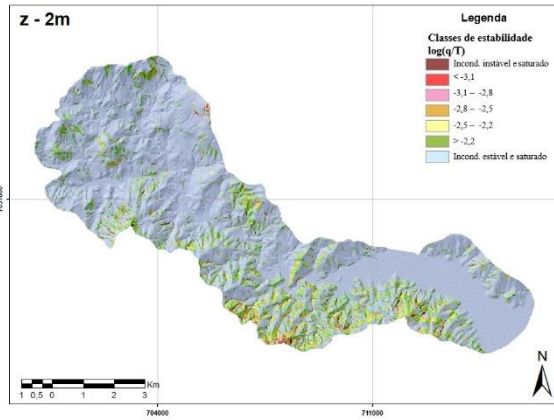 z - 2m
Legenda
Classes de estabilidade
log(q/T)
Incond. instável e saturado
< -3,1
-3,1 – -2,8
-2,8 – -2,5
-2,5 – -2,2
> -2,2
Incond. estável e saturado
N
Km
1 0,5 0 1 2 3
704000
711000